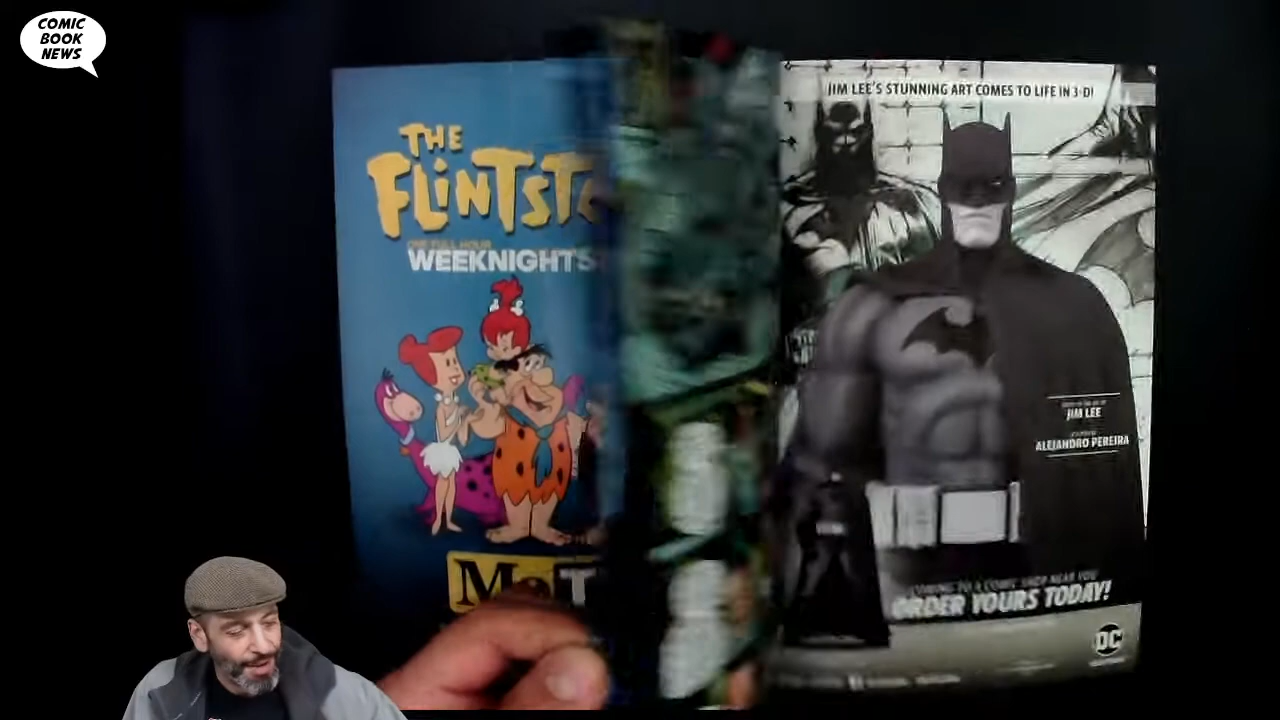 COMIC
BOOK
NEWS
THE
FLINTST
WEEKNIGHTS
MeT
JIM LEE'S STUNNING ART COMES TO LIFE IN 3-D!
JIM LEE
ALEJANDRO PEREIRA
COMING TO A COMIC SHOP NEAR YOU
ORDER YOURS TODAY!
DC